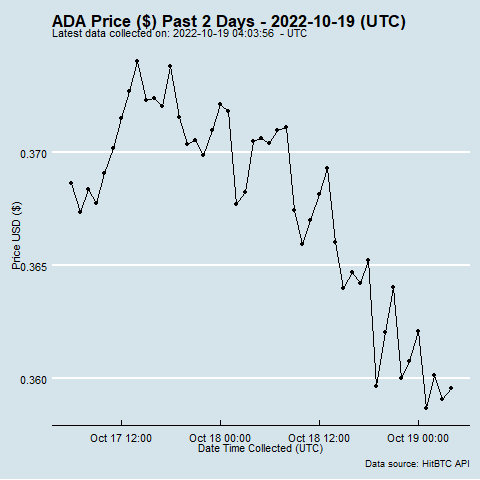 ADA Price ($) Past 2 Days - 2022-10-19 (UTC)
Latest data collected on: 2022-10-19 04:03:56 - UTC
Price USD ($)
0.370
0.365
0.360
Oct 17 12:00 Oct 18 00:00 Oct 18 12:00 Oct 19 00:00
Date Time Collected (UTC)
Data source: HitBTC API